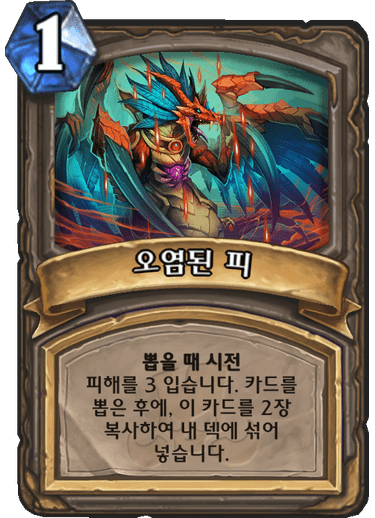 1
오염된 피
뽑을 때 시전
피해를 3 입습니다. 카드를
뽑은 후에, 이 카드를 2장
복사하여 내 덱에 섞어
넣습니다.